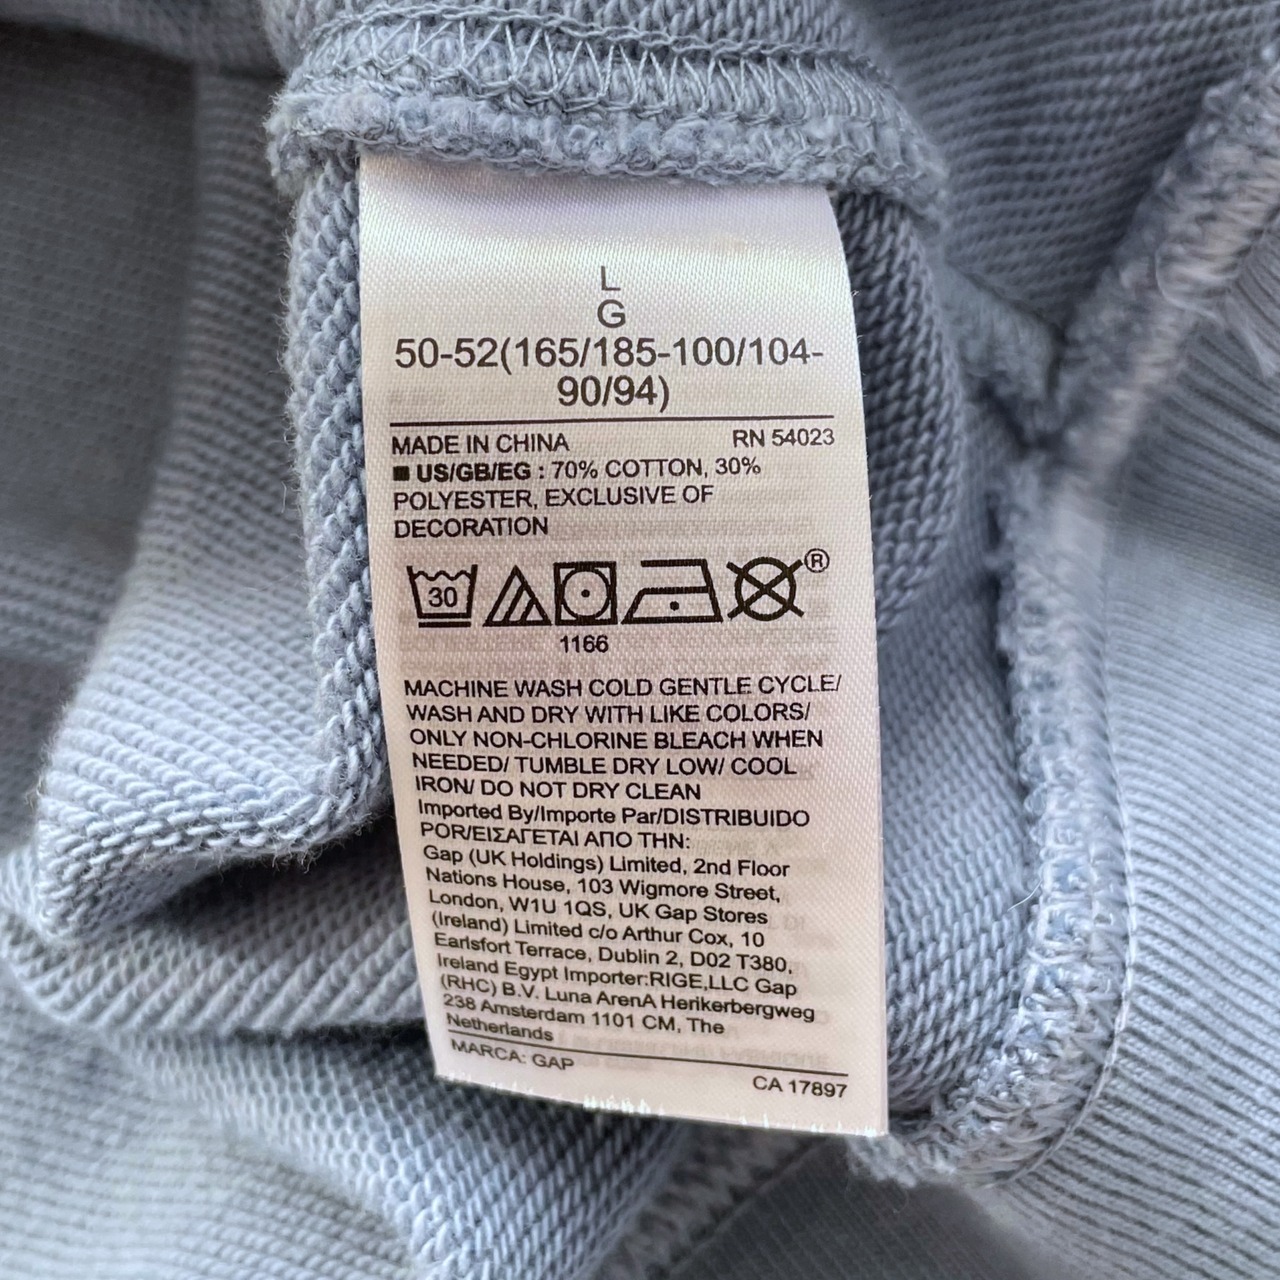 L
G
50-52(165/185-100/104-
90/94)
MADE IN CHINA RN 54023
■ US/GB/EG : 70% COTTON, 30%
POLYESTER, EXCLUSIVE OF
DECORATION
30 ®
1166
MACHINE WASH COLD GENTLE CYCLE/
WASH AND DRY WITH LIKE COLORS/
ONLY NON-CHLORINE BLEACH WHEN
NEEDED/ TUMBLE DRY LOW/ COOL
IRON/ DO NOT DRY CLEAN
Imported By/Importe Par/DISTRIBUIDO
POR/ΕΙΣΑΓΕΤΑΙ ΑΠΟ ΤΗΝ:
Gap (UK Holdings) Limited, 2nd Floor
Nations House, 103 Wigmore Street,
London, W1U 1QS, UK Gap Stores
(Ireland) Limited c/o Arthur Cox, 10
Earlsfort Terrace, Dublin 2, D02 T380,
Ireland Egypt Importer:RIGE,LLC Gap
(RHC) B.V. Luna ArenA Herikerbergweg
238 Amsterdam 1101 CM, The
Netherlands
MARCA: GAP CA 17897